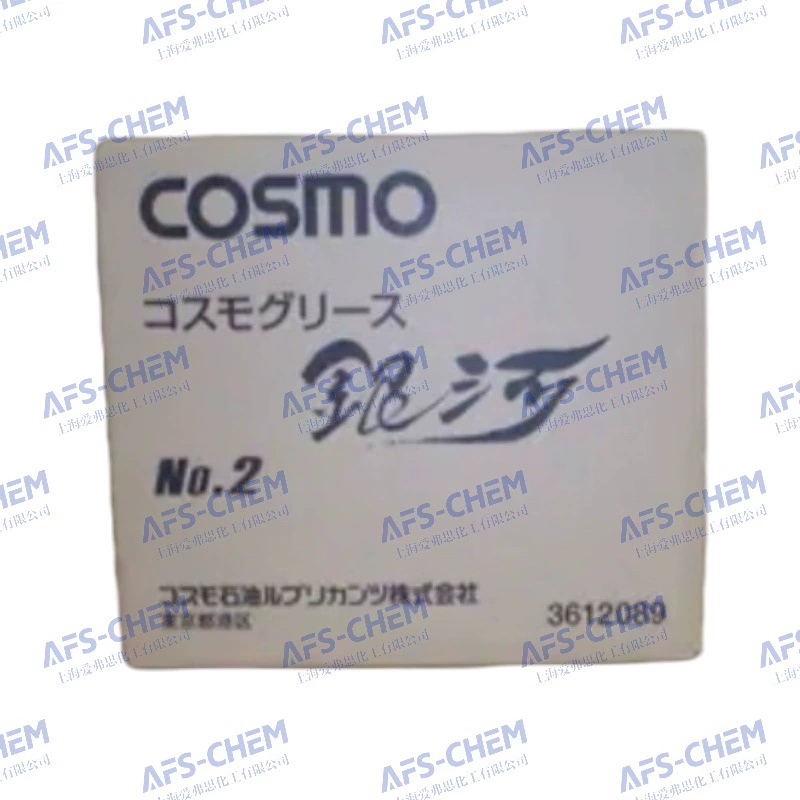 COSMO
コスモグリース
銀河
No.2
コスモ石油ルブリカンツ株式会社
東京都港区
3612089
AFS-CHEM
上海爱弗思化工有限公司